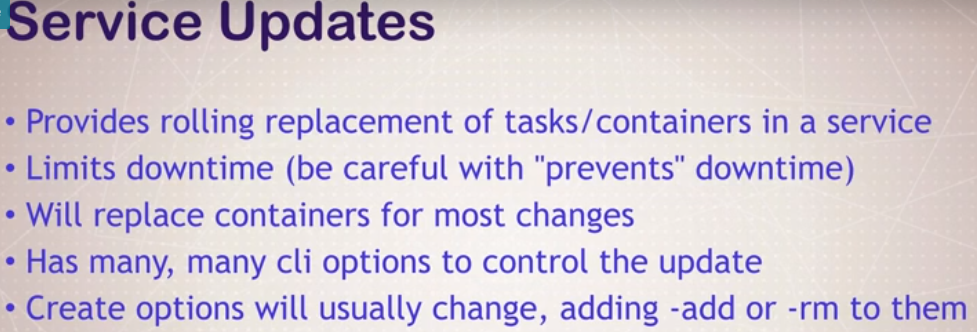 Service Updates
• Provides rolling replacement of tasks/containers in a service
• Limits downtime (be careful with "prevents" downtime)
• Will replace containers for most changes
• Has many, many cli options to control the update
• Create options will usually change, adding -add or -rm to them